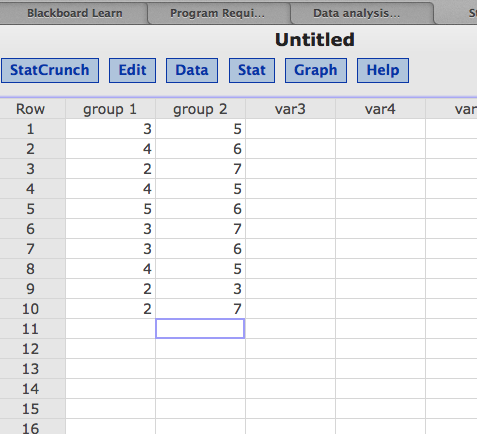 Blackboard Learn Program Requi... Data analysis... St
Untitled
StatCrunch Edit Data Stat Graph Help
Row group 1 group 2 var3 var4 var
1 3 5
2 4 6
3 2 7
4 4 5
5 5 6
6 3 7
7 3 6
8 4 5
9 2 3
10 2 7
11
12
13
14
15
16